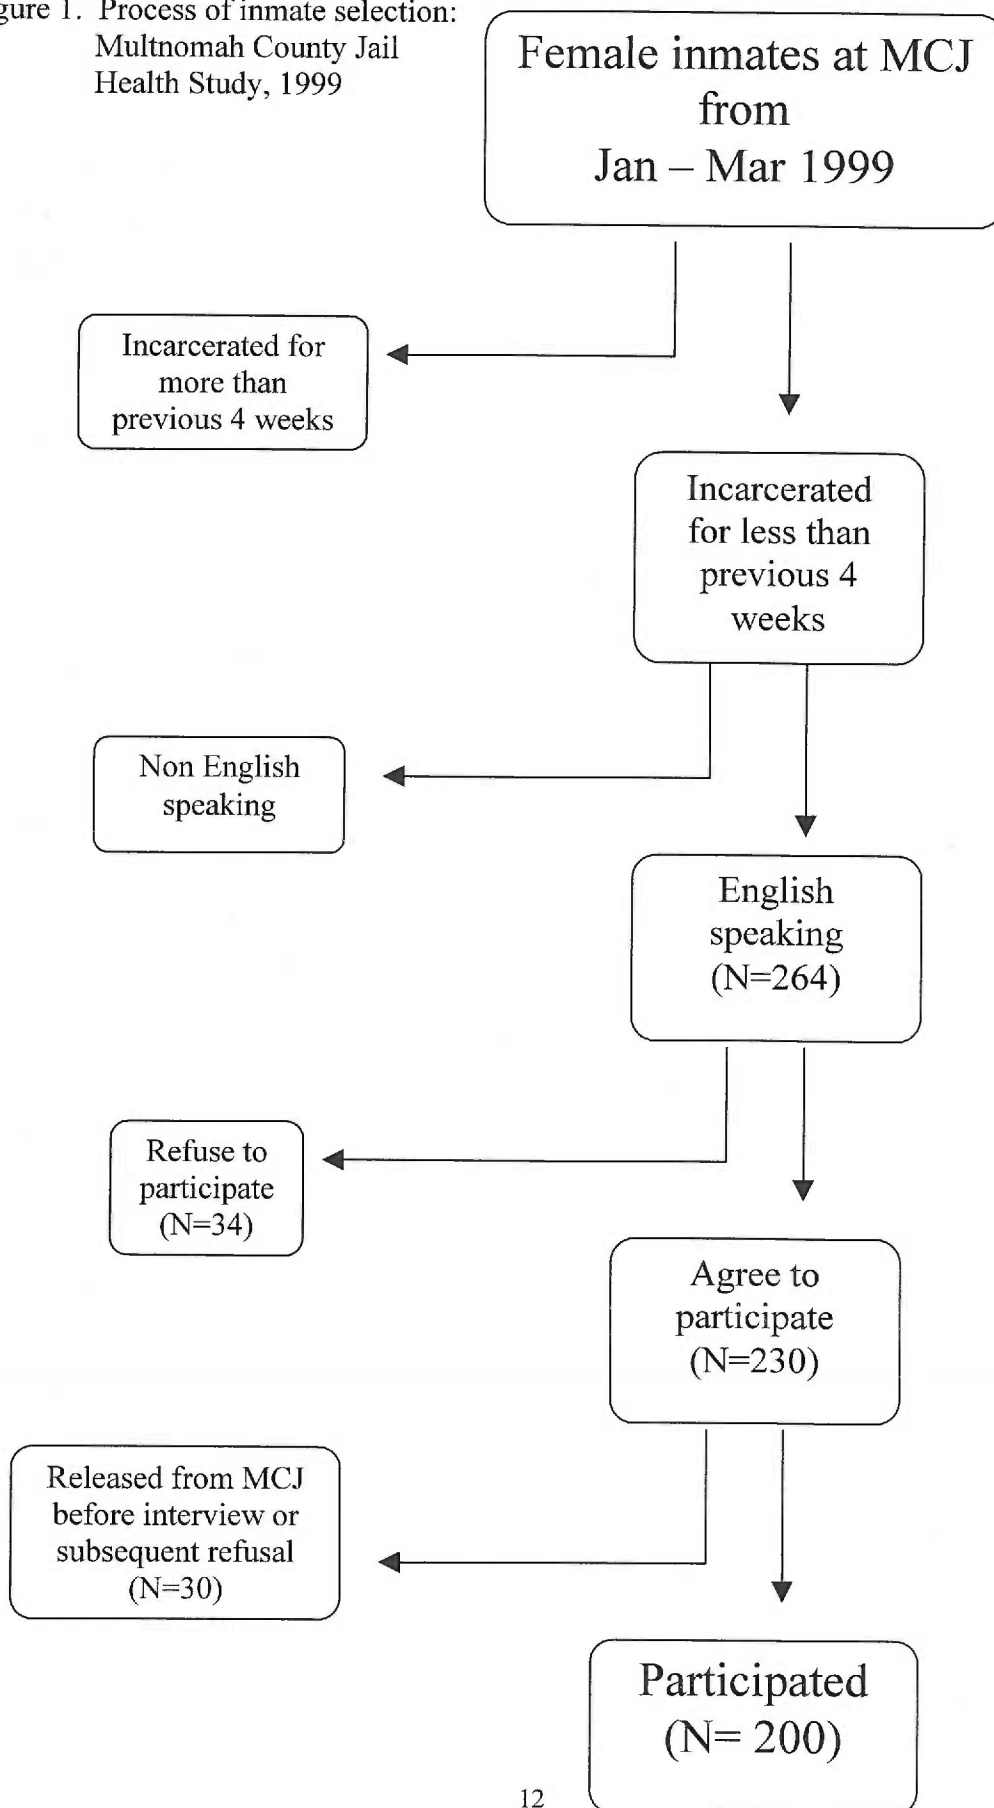 gure 1. Process of inmate selection:
Multnomah County Jail
Health Study, 1999
Female inmates at MCJ
from
Jan – Mar 1999
Incarcerated for
more than
previous 4 weeks
Incarcerated
for less than
previous 4
weeks
Non English
speaking
English
speaking
(N=264)
Refuse to
participate
(N=34)
Agree to
participate
(N=230)
Released from MCJ
before interview or
subsequent refusal
(N=30)
Participated
(N= 200)
12